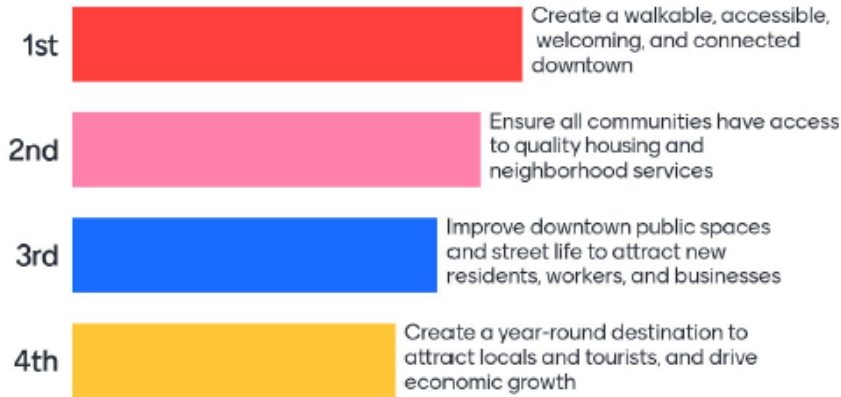 1st
Create a walkable, accessible,
welcoming, and connected
downtown
2nd
Ensure all communities have access
to quality housing and
neighborhood services
3rd
Improve downtown public spaces
and street life to attract new
residents, workers, and businesses
4th
Create a year-round destination to
attract locals and tourists, and drive
economic growth